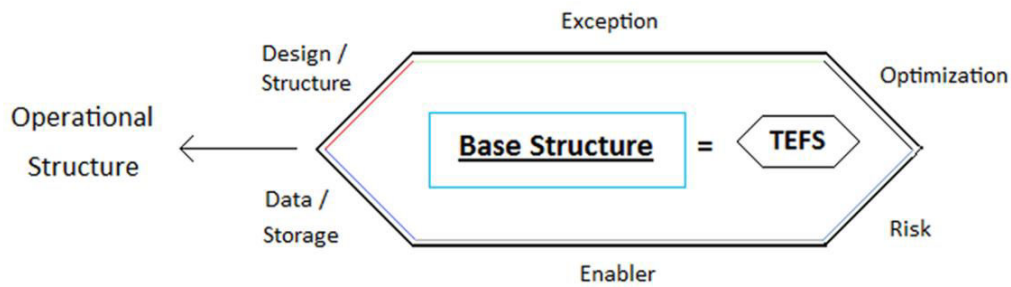 Exception
Design /
Structure
Optimization
Operational
Structure
Base Structure = TEFS
Data /
Storage
Risk
Enabler